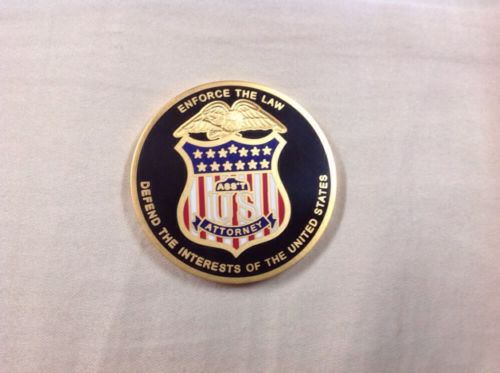 ENFORCE THE LAW
ASS'T
US
ATTORNEY
DEFEND THE INTERESTS OF THE UNITED STATES